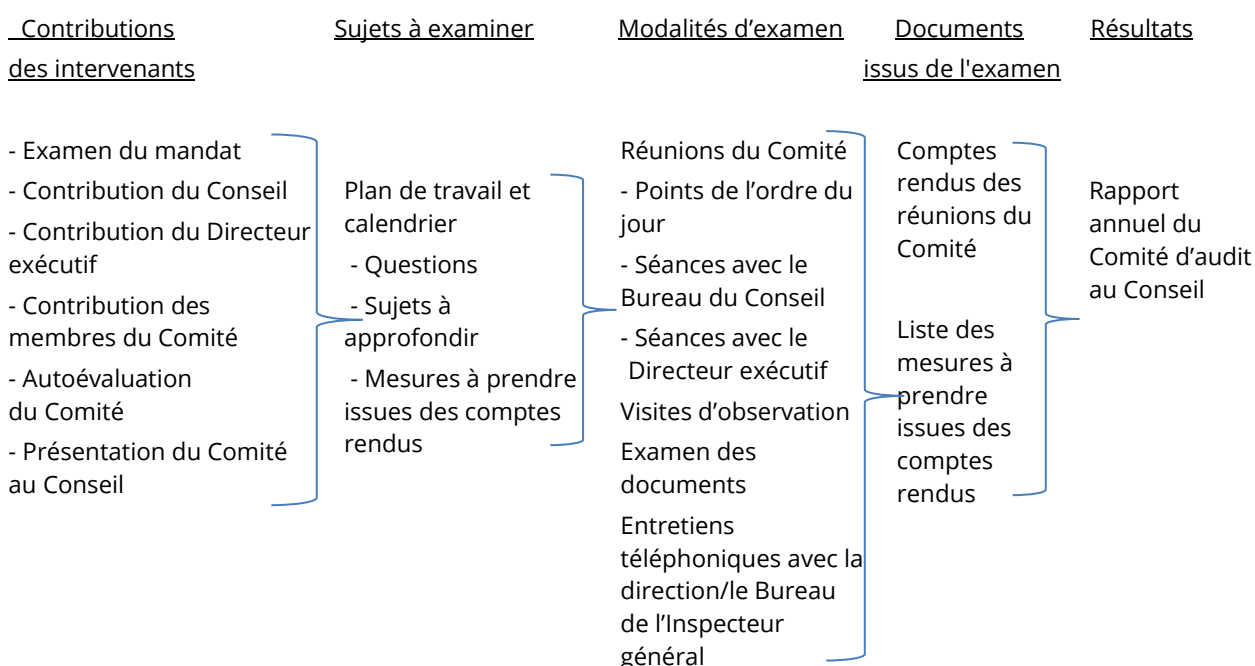 Contributions
des intervenants
Sujets à examiner
Modalités d’examen
Documents
issus de l'examen
Résultats
- Examen du mandat
- Contribution du Conseil
- Contribution du Directeur
exécutif
- Contribution des
membres du Comité
- Autoévaluation
du Comité
- Présentation du Comité
au Conseil
Plan de travail et
calendrier
- Questions
- Sujets à
approfondir
- Mesures à prendre
issues des comptes
rendus
Réunions du Comité
- Points de l’ordre du
jour
- Séances avec le
Bureau du Conseil
- Séances avec le
Directeur exécutif
Visites d’observation
Examen des
documents
Entretiens
téléphoniques avec la
direction/le Bureau
de l’Inspecteur
général
Comptes
rendus des
réunions du
Comité
Liste des
mesures à
prendre
issues des
comptes
rendus
Rapport
annuel du
Comité d’audit
au Conseil